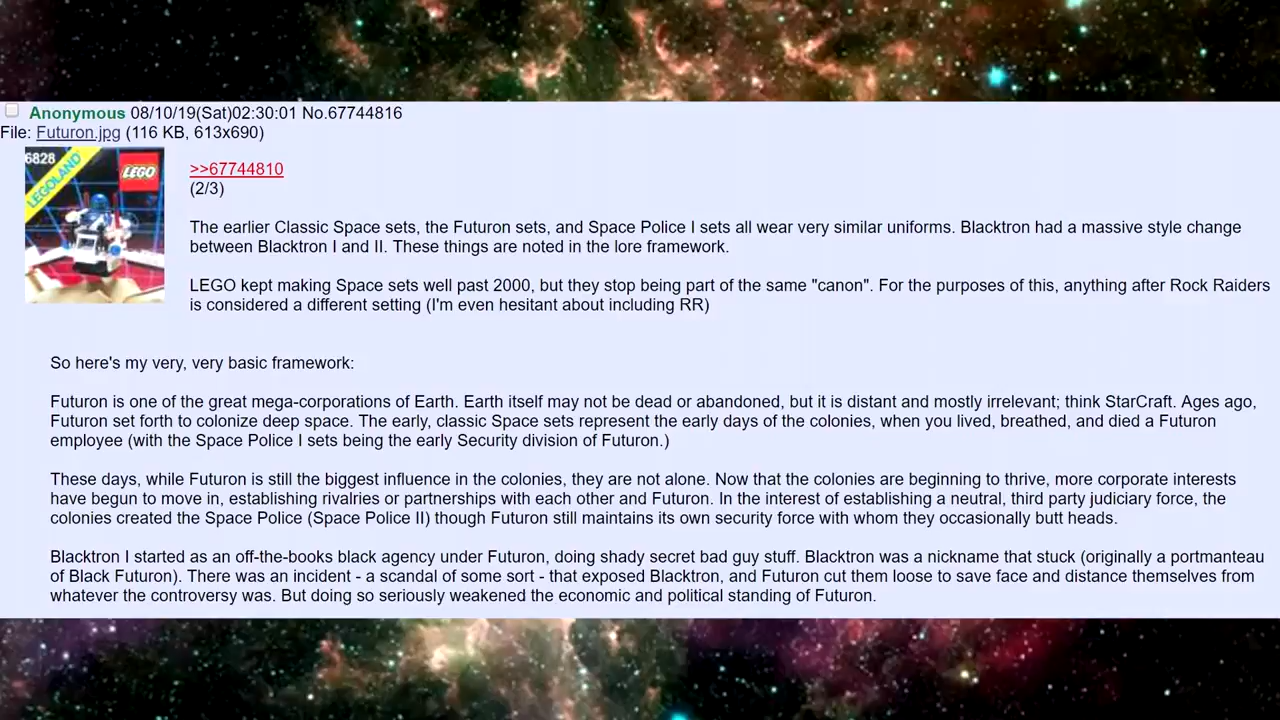 Anonymous 08/10/19(Sat)02:30:01 No.67744816
File: Futuron.jpg (116 KB, 613x690)
6828
LEGOLAND
LEGO
>>67744810
(2/3)
The earlier Classic Space sets, the Futuron sets, and Space Police I sets all wear very similar uniforms. Blacktron had a massive style change
between Blacktron I and II. These things are noted in the lore framework.
LEGO kept making Space sets well past 2000, but they stop being part of the same "canon". For the purposes of this, anything after Rock Raiders
is considered a different setting (I'm even hesitant about including RR)
So here's my very, very basic framework:
Futuron is one of the great mega-corporations of Earth. Earth itself may not be dead or abandoned, but it is distant and mostly irrelevant; think StarCraft. Ages ago,
Futuron set forth to colonize deep space. The early, classic Space sets represent the early days of the colonies, when you lived, breathed, and died a Futuron
employee (with the Space Police I sets being the early Security division of Futuron.)
These days, while Futuron is still the biggest influence in the colonies, they are not alone. Now that the colonies are beginning to thrive, more corporate interests
have begun to move in, establishing rivalries or partnerships with each other and Futuron. In the interest of establishing a neutral, third party judiciary force, the
colonies created the Space Police (Space Police II) though Futuron still maintains its own security force with whom they occasionally butt heads.
Blacktron I started as an off-the-books black agency under Futuron, doing shady secret bad guy stuff. Blacktron was a nickname that stuck (originally a portmanteau
of Black Futuron). There was an incident - a scandal of some sort - that exposed Blacktron, and Futuron cut them loose to save face and distance themselves from
whatever the controversy was. But doing so seriously weakened the economic and political standing of Futuron.